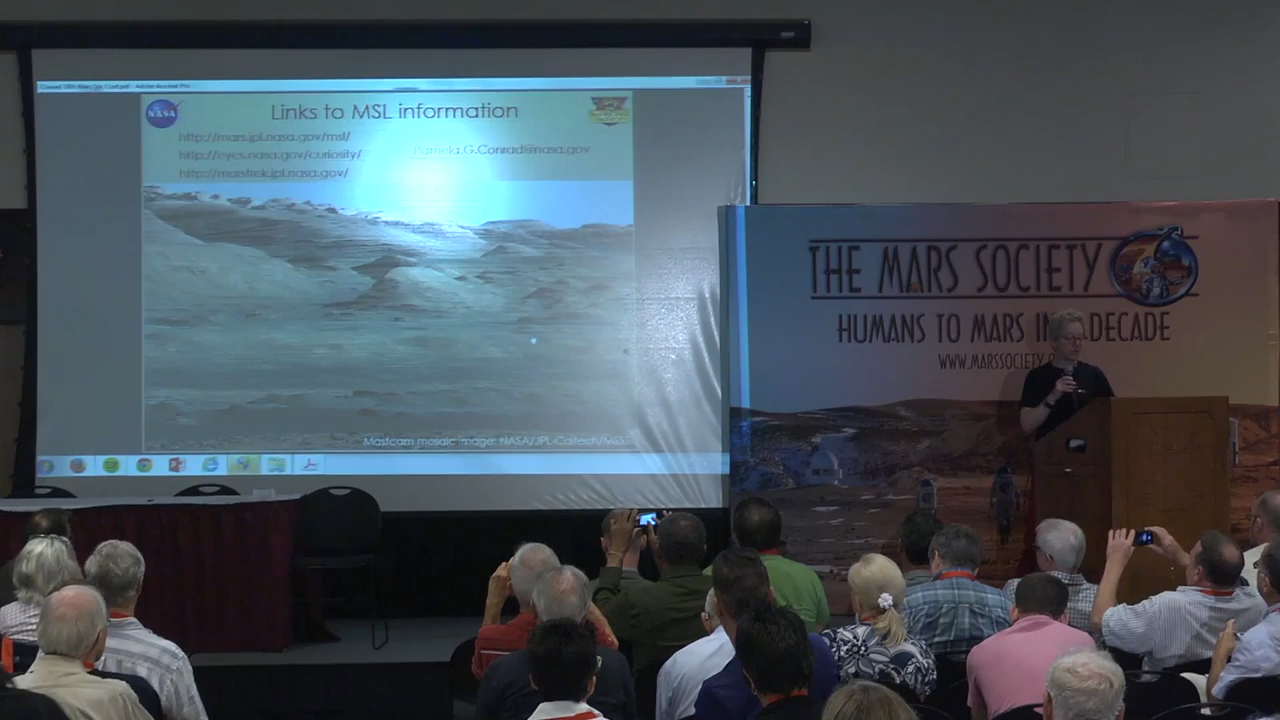 NASA
Links to MSL information
http://mars.jpl.nasa.gov/msl/
http://eyes.nasa.gov/curiosity/
Pamela.G.Conrad@nasa.gov
http://marstrek.jpl.nasa.gov/
Mastcam mosaic image: NASA/JPL-Caltech/MSSS
THE MARS SOCIETY
HUMANS TO MARS IN DECADE
WWW.MARSSOCIETY